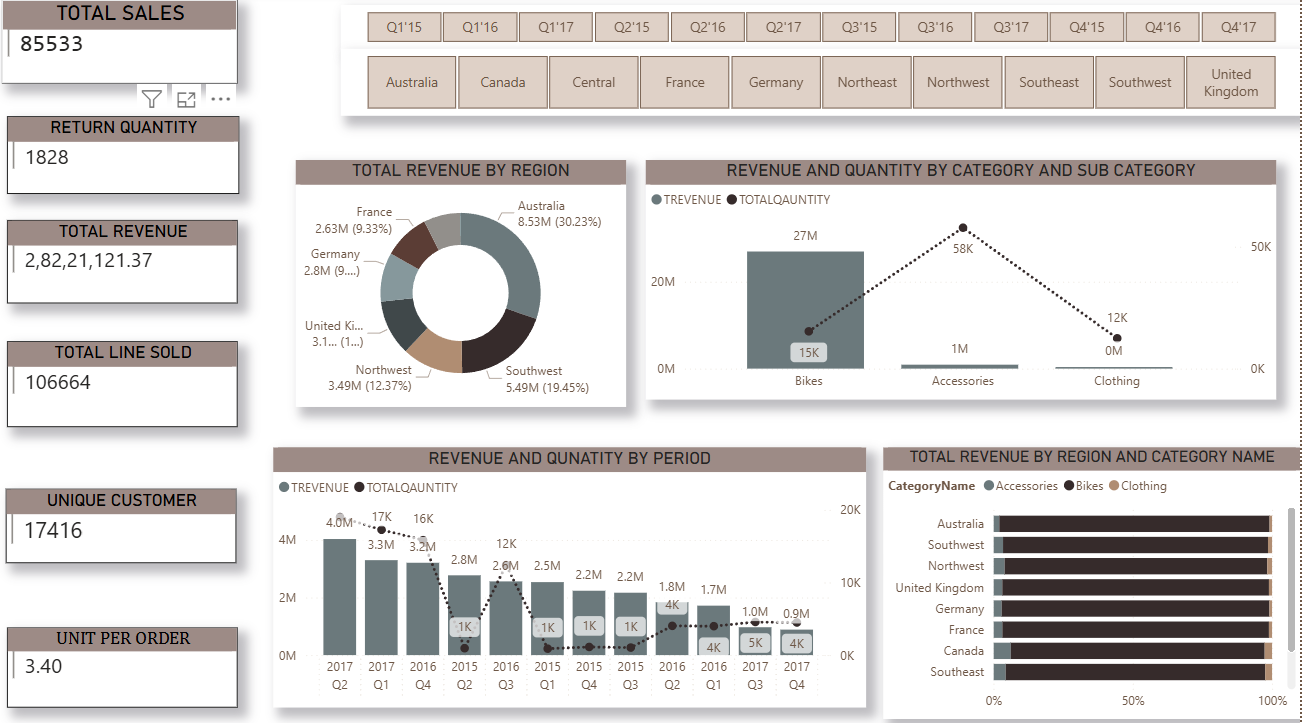 TOTAL SALES
85533
RETURN QUANTITY
1828
TOTAL REVENUE
2,82,21,121.37
TOTAL LINE SOLD
106664
UNIQUE CUSTOMER
17416
UNIT PER ORDER
3.40
Q1'15 Q1'16 Q1'17 Q2'15 Q2'16 Q2'17 Q3'15 Q3'16 Q3'17 Q4'15 Q4'16 Q4'17
Australia Canada Central France Germany Northeast Northwest Southeast Southwest United
Kingdom
TOTAL REVENUE BY REGION
Australia
8.53M (30.23%)
France
2.63M (9.33%)
Germany
2.8M (9....)
United Ki...
3.1... (1...)
Northwest
3.49M (12.37%)
Southwest
5.49M (19.45%)
REVENUE AND QUANTITY BY CATEGORY AND SUB CATEGORY
TREVENUE TOTALQAUNTITY
27M
58K 50K
20M
12K
15K 1M 0M
0M 0K
Bikes Accessories Clothing
REVENUE AND QUNATITY BY PERIOD
TREVENUE TOTALQAUNTITY
20K
4.0M 17K 16K
4M 3.3M 3.2M 12K
2.8M 2.6M 2.5M 2.2M 2.2M 10K
2M 1.8M 1.7M
4K 1.0M 0.9M
1K 1K 1K 1K
4K 5K 4K
0M 0K
2017 2017 2016 2015 2016 2015 2015 2015 2016 2016 2017 2017
Q2 Q1 Q4 Q2 Q3 Q1 Q4 Q3 Q2 Q1 Q3 Q4
TOTAL REVENUE BY REGION AND CATEGORY NAME
CategoryName Accessories Bikes Clothing
Australia
Southwest
Northwest
United Kingdom
Germany
France
Canada
Southeast
0% 50% 100%